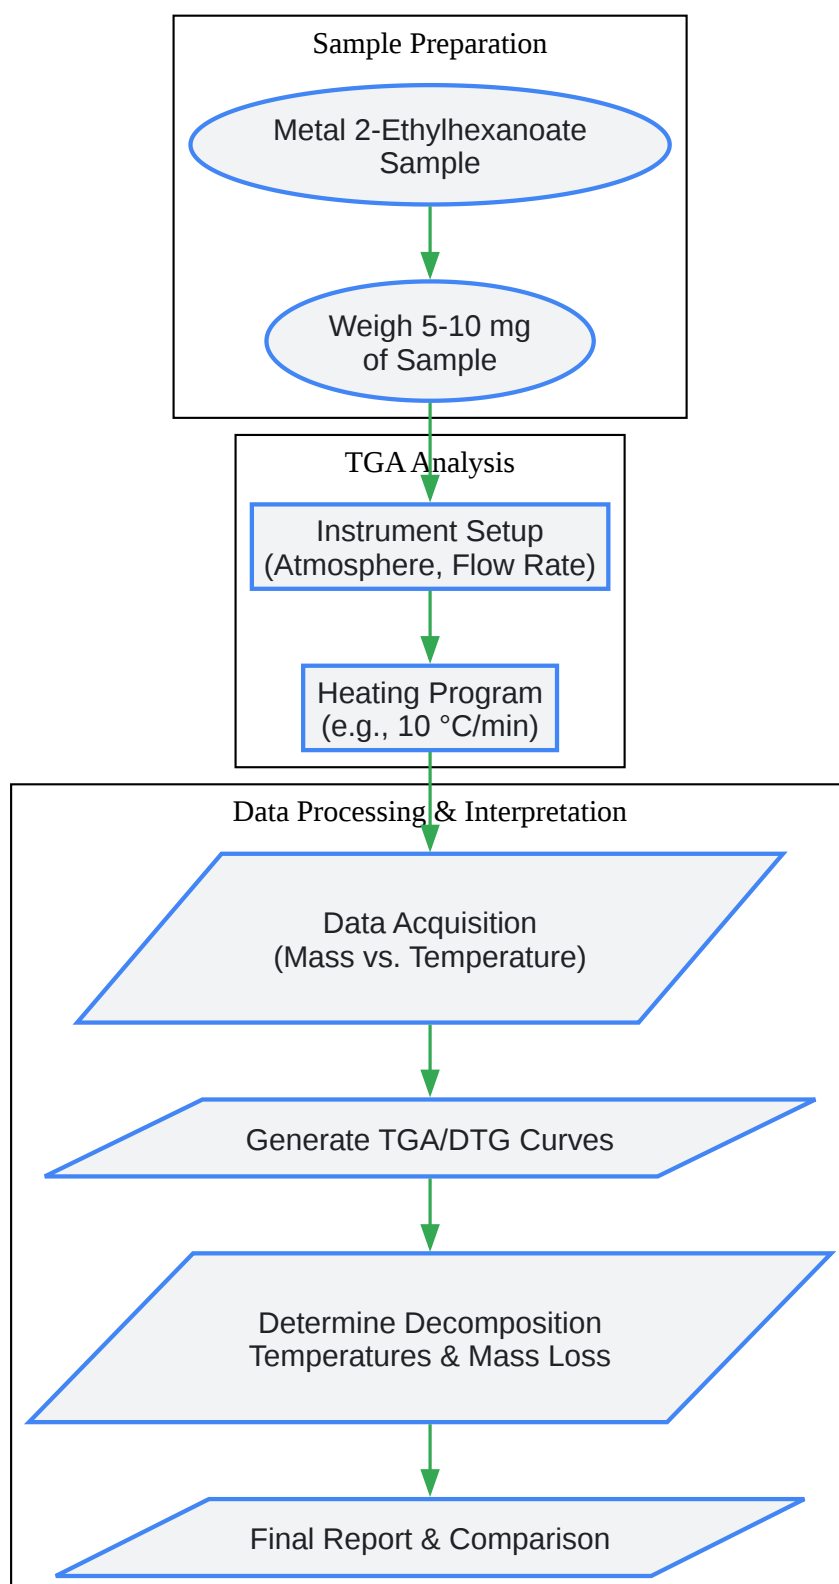 Sample Preparation
Metal 2-Ethylhexanoate
Sample
Weigh 5-10 mg
of Sample
TGA Analysis
Instrument Setup
(Atmosphere, Flow Rate)
Heating Program
(e.g., 10 °C/min)
Data Processing & Interpretation
Data Acquisition
(Mass vs. Temperature)
Generate TGA/DTG Curves
Determine Decomposition
Temperatures & Mass Loss
Final Report & Comparison